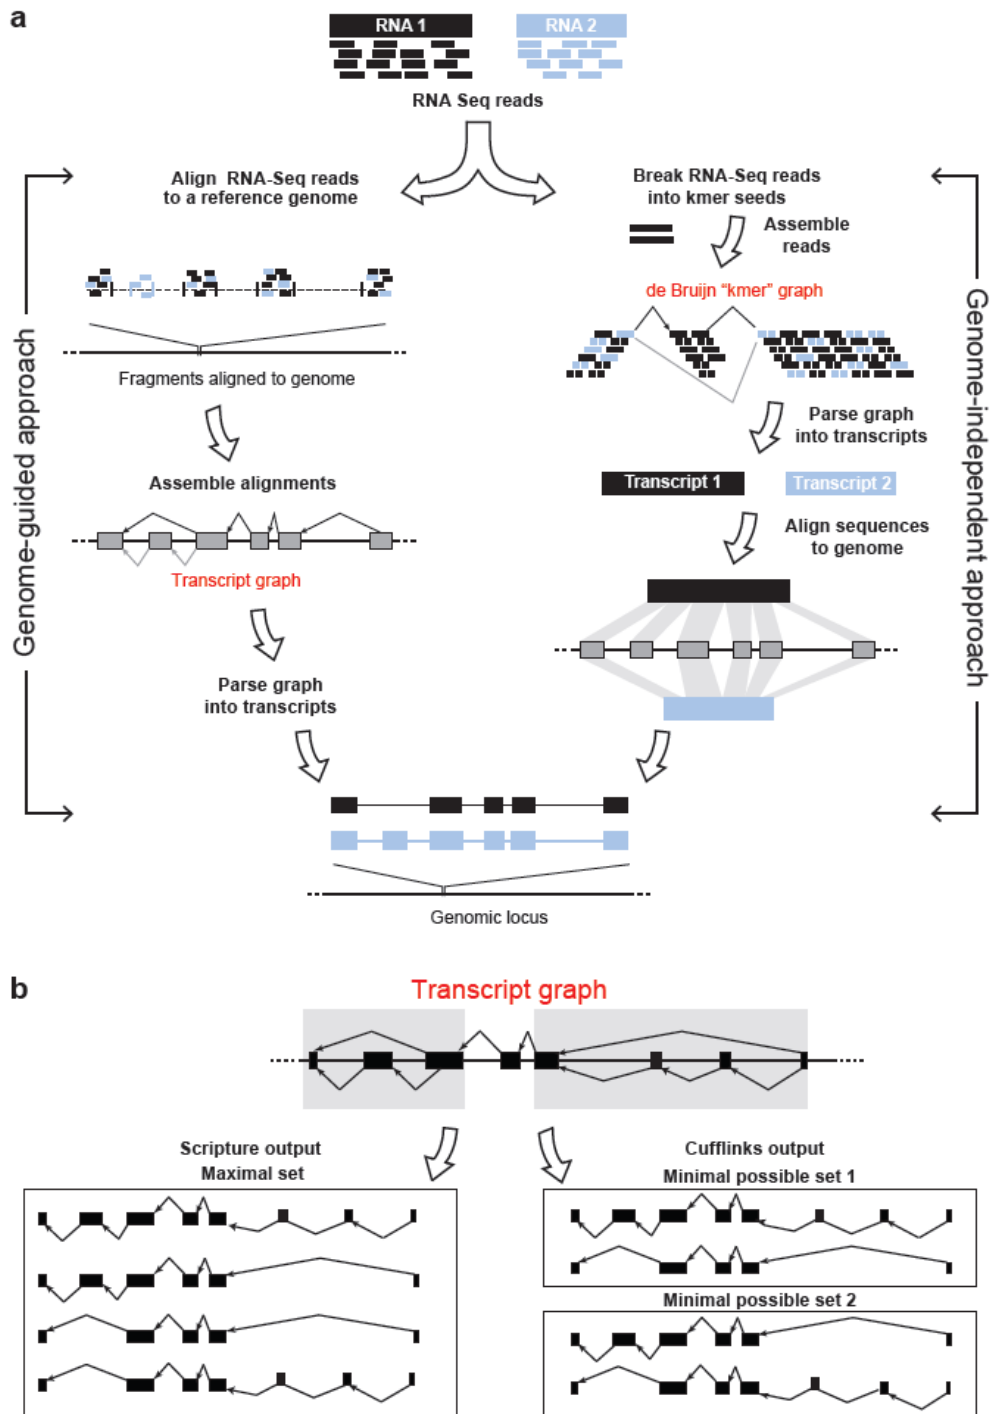 a
RNA 1
RNA 2
RNA Seq reads
Align RNA-Seq reads
to a reference genome
Break RNA-Seq reads
into kmer seeds
Assemble
reads
de Bruijn “kmer” graph
Fragments aligned to genome
Parse graph
into transcripts
Assemble alignments
Transcript 1
Transcript 2
Align sequences
to genome
Transcript graph
Parse graph
into transcripts
Genome-guided approach
Genome-independent approach
Genomic locus
b
Transcript graph
Scripture output
Maximal set
Cufflinks output
Minimal possible set 1
Minimal possible set 2